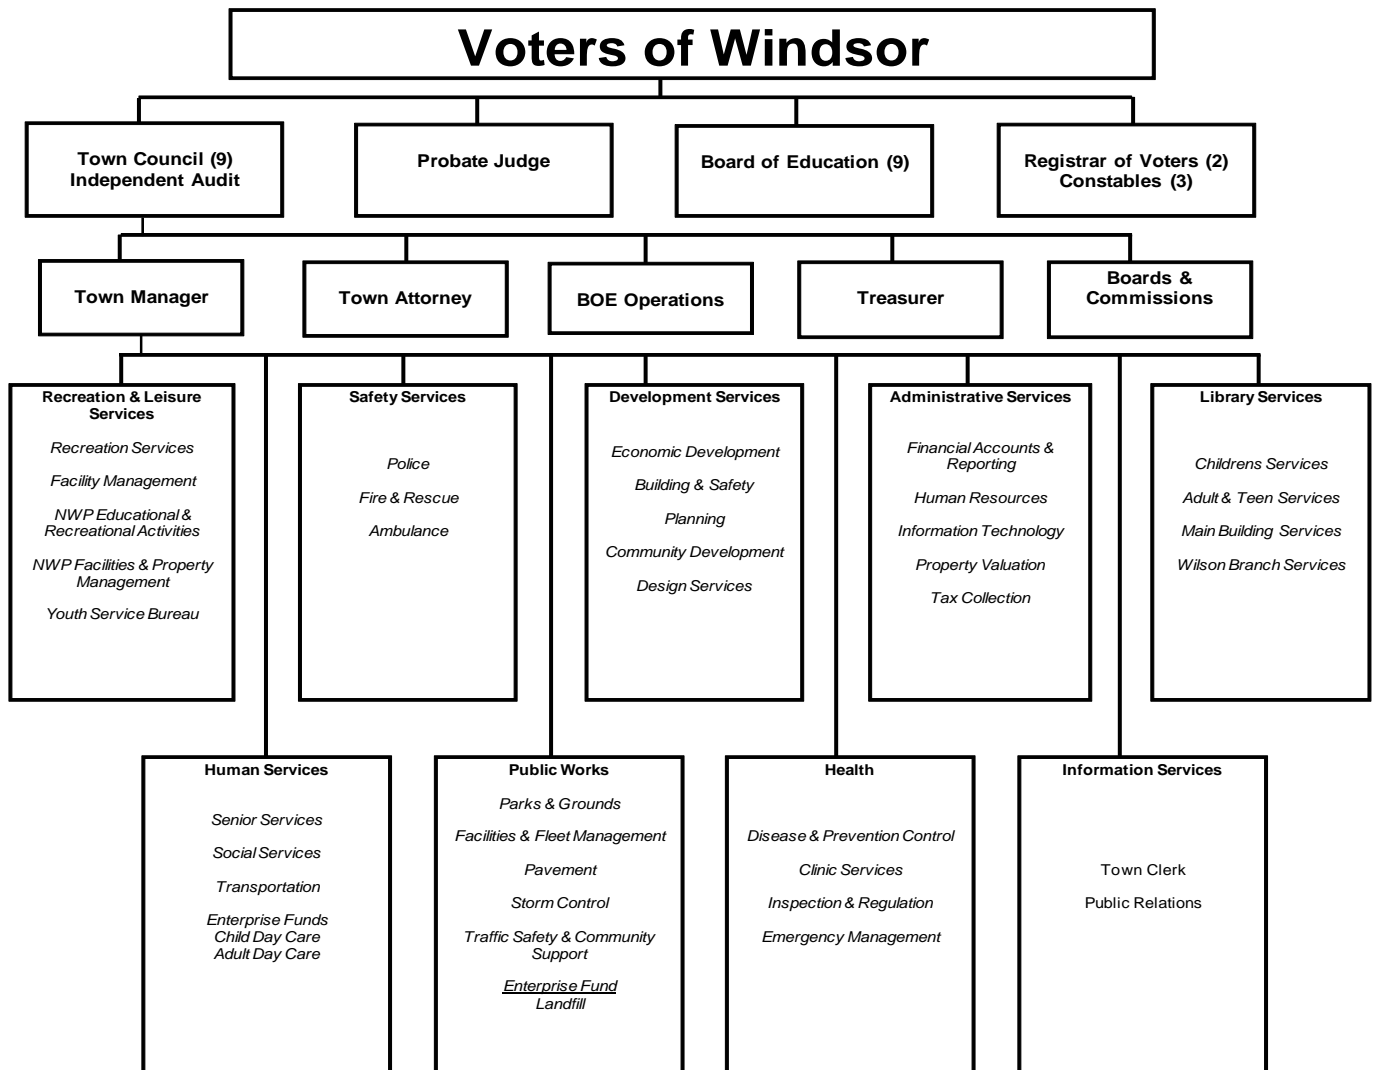 Voters of Windsor
Town Council (9)
Independent Audit
Probate Judge
Board of Education (9)
Registrar of Voters (2)
Constables (3)
Town Manager
Town Attorney
BOE Operations
Treasurer
Boards &
Commissions
Recreation & Leisure
Services
Recreation Services
Facility Management
NWP Educational &
Recreational Activities
NWP Facilities & Property
Management
Youth Service Bureau
Safety Services
Police
Fire & Rescue
Ambulance
Development Services
Economic Development
Building & Safety
Planning
Community Development
Design Services
Administrative Services
Financial Accounts &
Reporting
Human Resources
Information Technology
Property Valuation
Tax Collection
Library Services
Childrens Services
Adult & Teen Services
Main Building Services
Wilson Branch Services
Human Services
Senior Services
Social Services
Transportation
Enterprise Funds
Child Day Care
Adult Day Care
Public Works
Parks & Grounds
Facilities & Fleet Management
Pavement
Storm Control
Traffic Safety & Community
Support
Enterprise Fund
Landfill
Health
Disease & Prevention Control
Clinic Services
Inspection & Regulation
Emergency Management
Information Services
Town Clerk
Public Relations